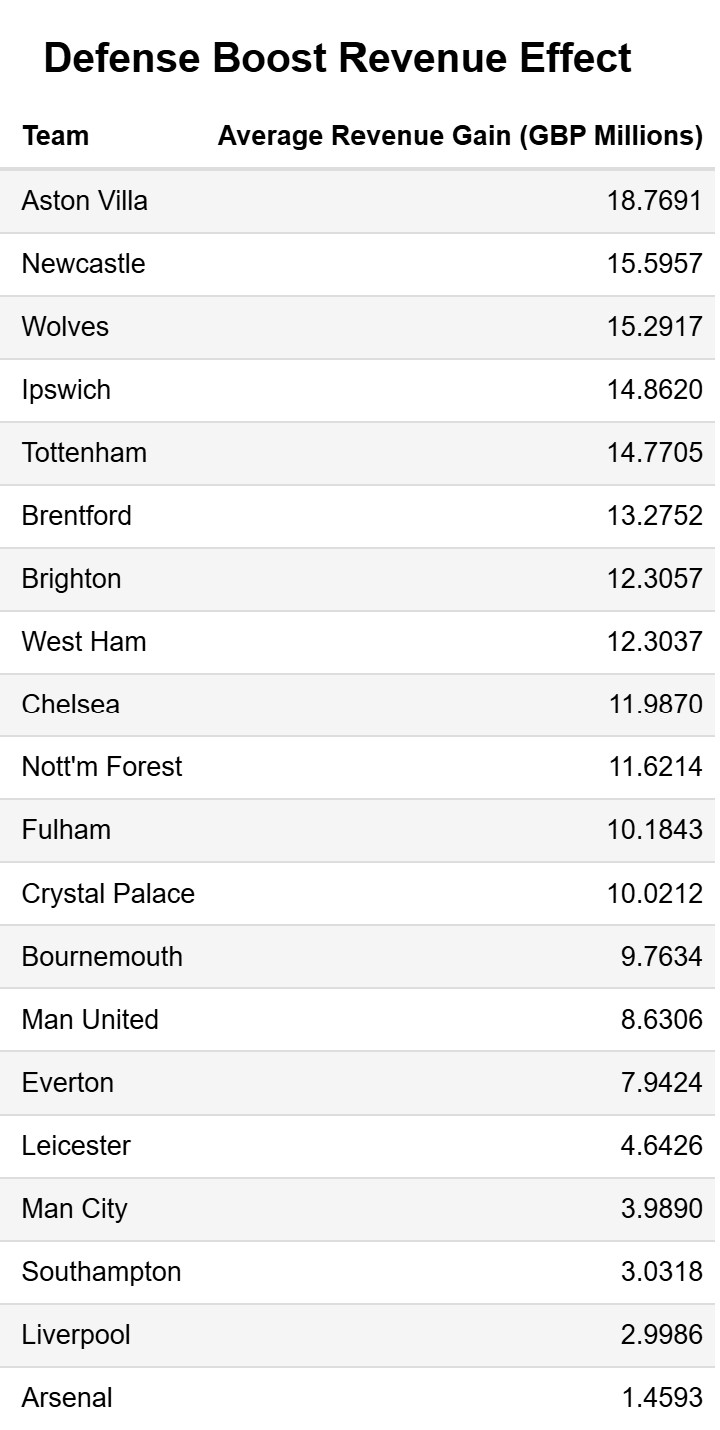 Defense Boost Revenue Effect
Team Average Revenue Gain (GBP Millions)
Aston Villa 18.7691
Newcastle 15.5957
Wolves 15.2917
Ipswich 14.8620
Tottenham 14.7705
Brentford 13.2752
Brighton 12.3057
West Ham 12.3037
Chelsea 11.9870
Nott'm Forest 11.6214
Fulham 10.1843
Crystal Palace 10.0212
Bournemouth 9.7634
Man United 8.6306
Everton 7.9424
Leicester 4.6426
Man City 3.9890
Southampton 3.0318
Liverpool 2.9986
Arsenal 1.4593